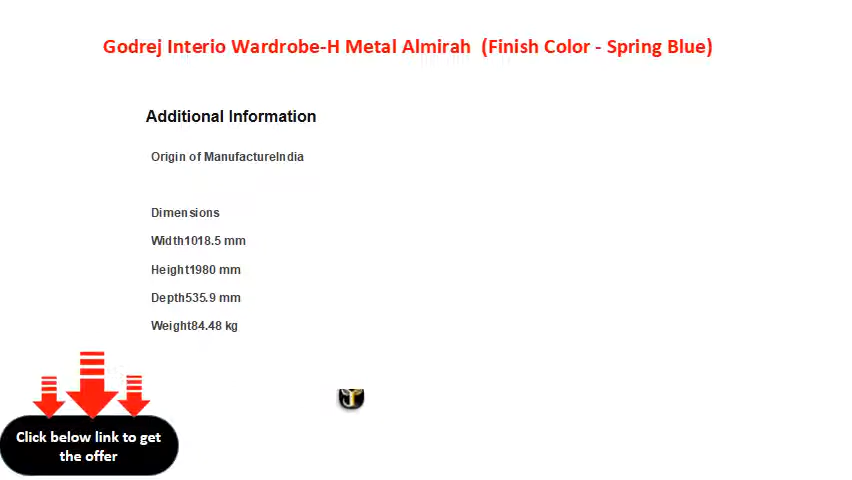 Godrej Interio Wardrobe-H Metal Almirah  (Finish Color - Spring Blue)
Additional Information
Origin of ManufactureIndia
Dimensions
Width1018.5 mm
Height1980 mm
Depth535.9 mm
Weight84.48 kg
Click below link to get
the offer